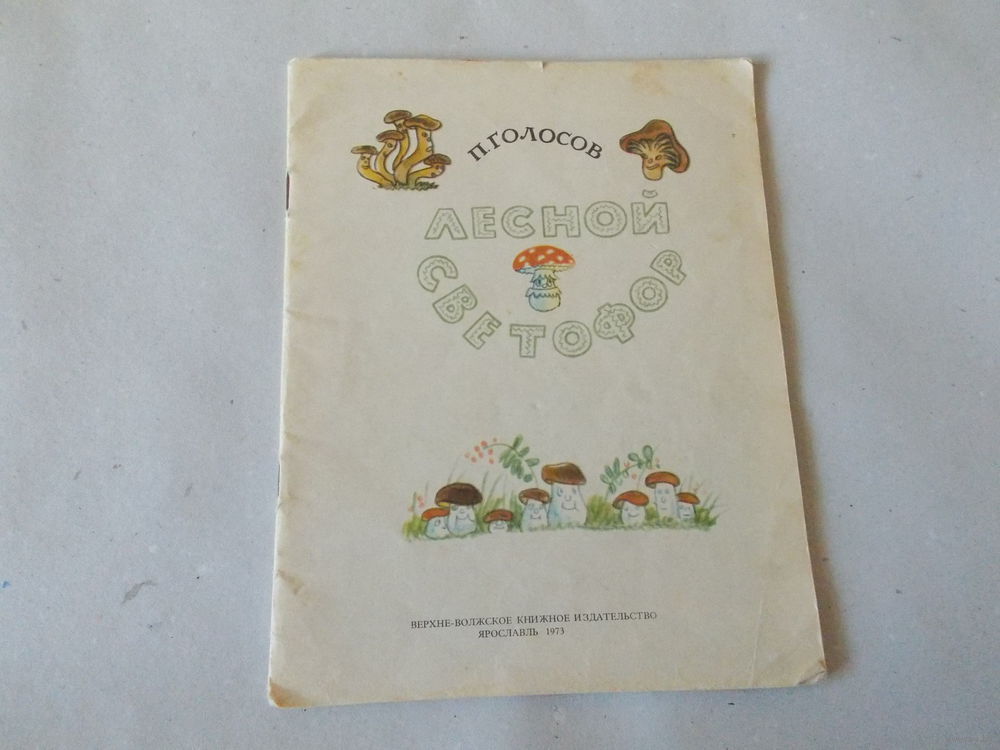 П. ГОЛОСОВ
ЛЕСНОЙ
СВЕТОФОР
ВЕРХНЕ-ВОЛЖСКОЕ КНИЖНОЕ ИЗДАТЕЛЬСТВО
ЯРОСЛАВЛЬ 1973